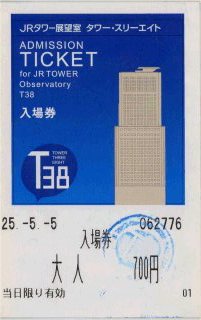 JRタワー展望室 タワー・スリーエイト
ADMISSION
TICKET
for JR TOWER
Observatory
T38
入場券
TOWER
THREE
EIGHT
T38
25.-5.-5 062776
入場券
大人 700円
当日限り有効 01